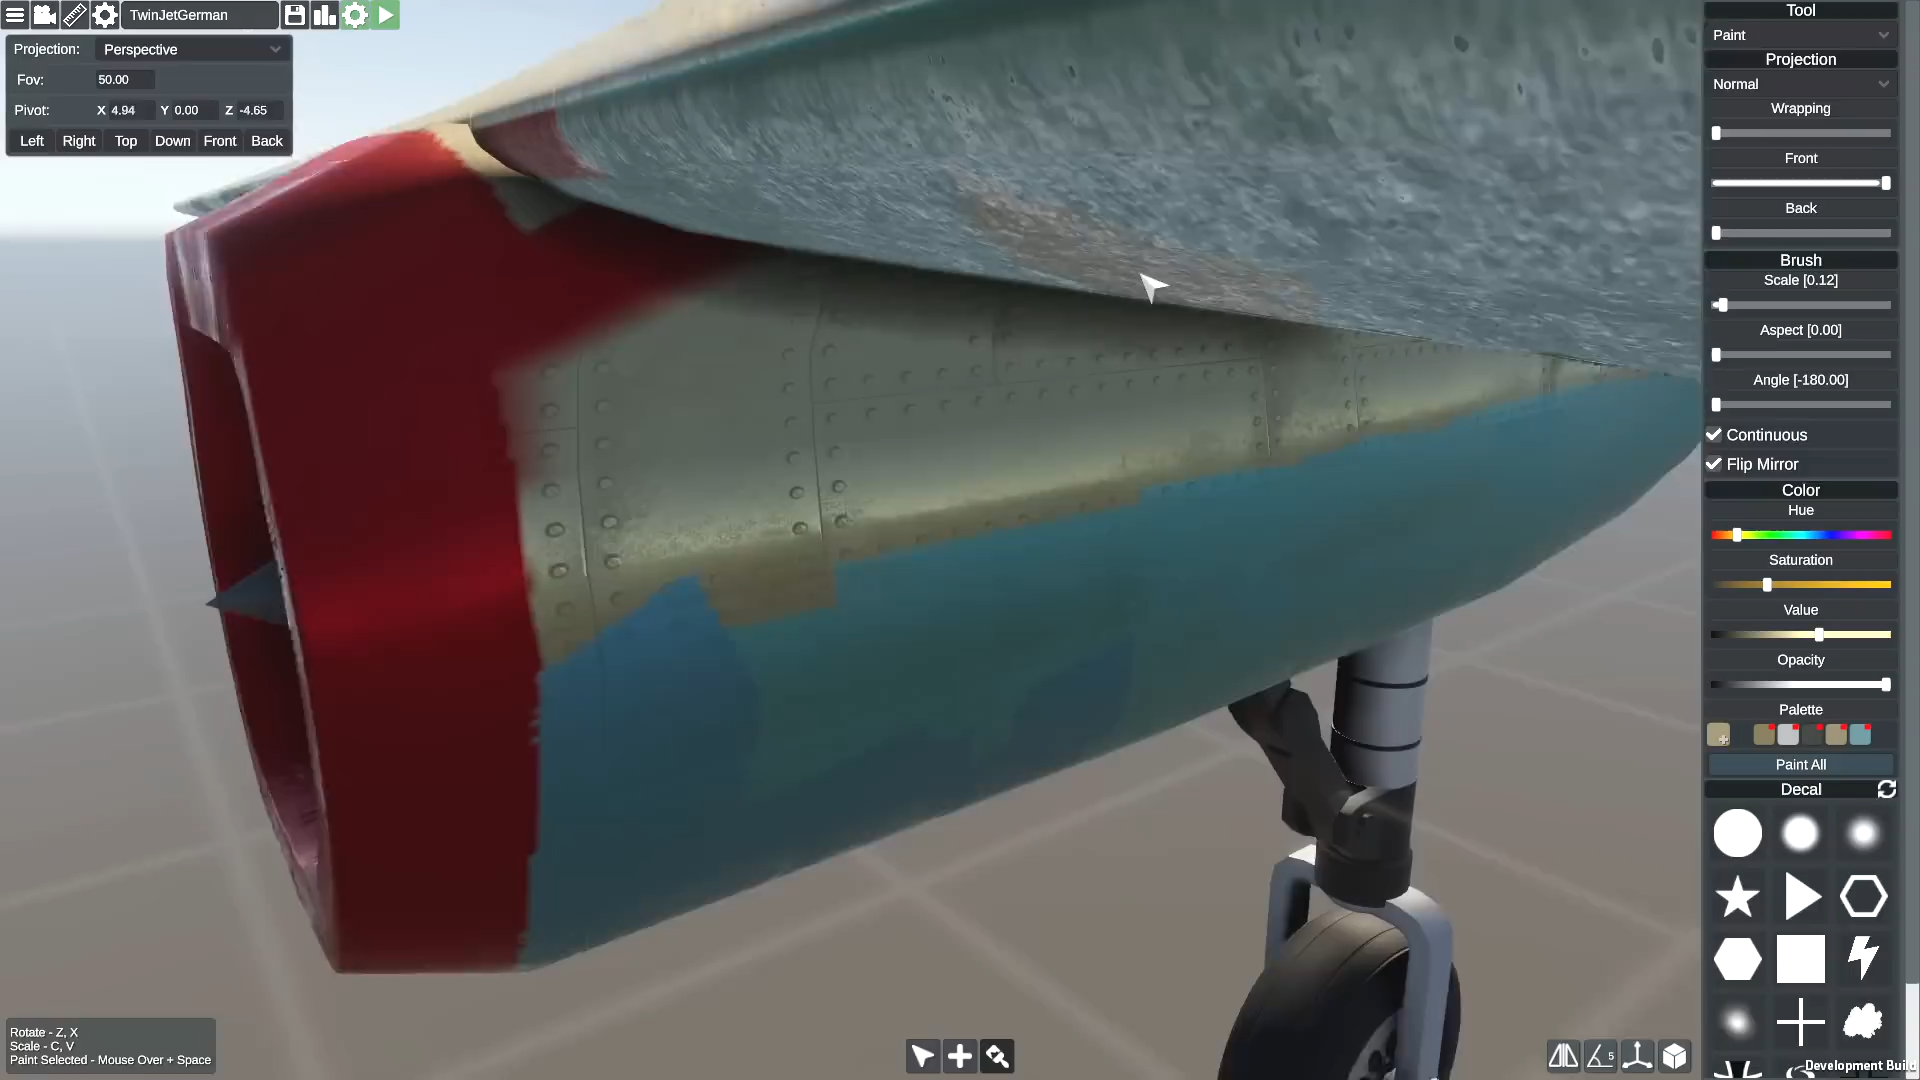 TwinJetGerman
Projection: Perspective
Fov: 50.00
Pivot: X 4.94 Y 0.00 Z -4.65
Left Right Top Down Front Back
Tool
Paint
Projection
Normal
Wrapping
Front
Back
Brush
Scale [0.12]
Aspect [0.00]
Angle [-180.00]
Continuous
Flip Mirror
Color
Hue
Saturation
Value
Opacity
Palette
Paint All
Decal
Rotate - Z, X
Scale - C, V
Paint Selected - Mouse Over + Space
5
Development Build